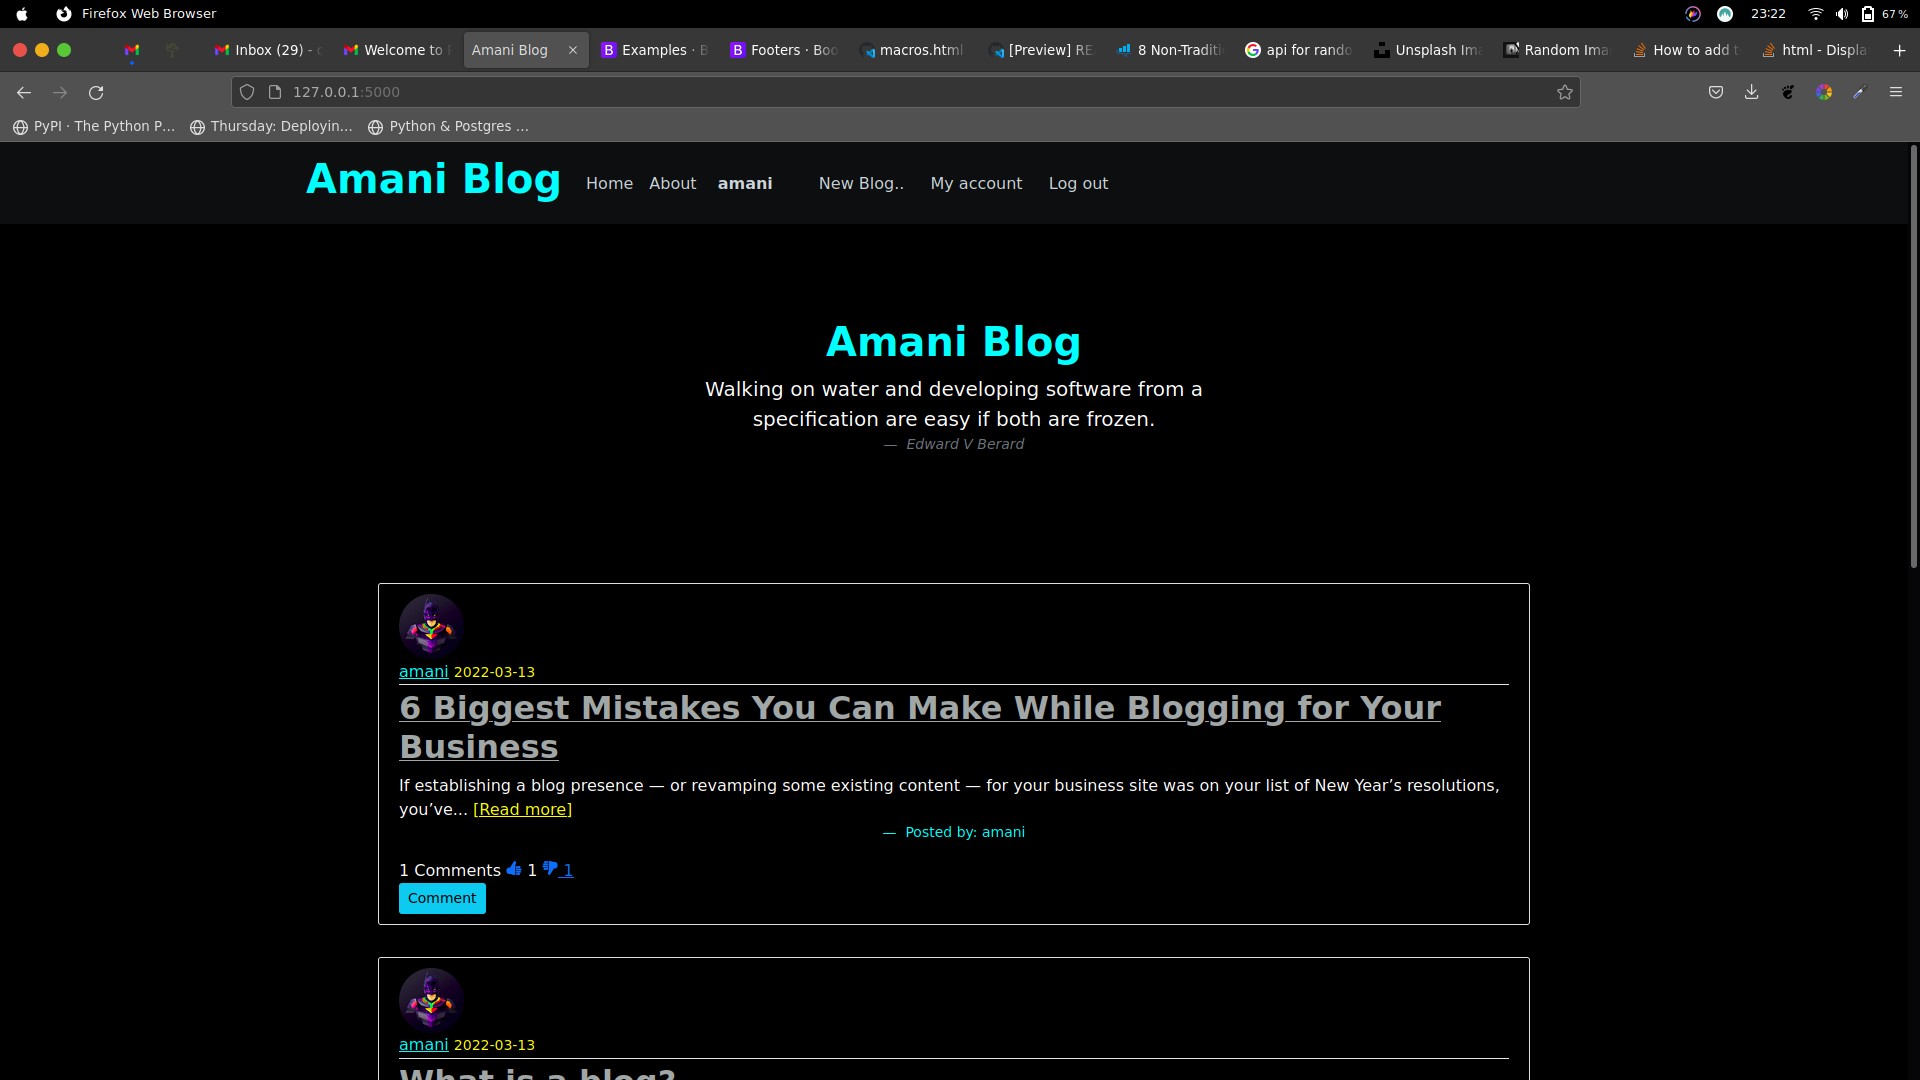 Firefox Web Browser
23:22
67 %
Inbox (29) - c
Welcome to
Amani Blog
Examples · B
Footers · Boo
macros.html
[Preview] RE
8 Non-Traditi
api for rando
Unsplash Ima
Random Ima
How to add t
html - Displa
127.0.0.1:5000
PyPI · The Python P…
Thursday: Deployin…
Python & Postgres …
Amani Blog
Home
About
amani
New Blog..
My account
Log out
Amani Blog
Walking on water and developing software from a
specification are easy if both are frozen.
— Edward V Berard
amani 2022-03-13
6 Biggest Mistakes You Can Make While Blogging for Your
Business
If establishing a blog presence — or revamping some existing content — for your business site was on your list of New Year’s resolutions,
you’ve... [Read more]
— Posted by: amani
1 Comments 1 1
Comment
amani 2022-03-13
What is a blog?